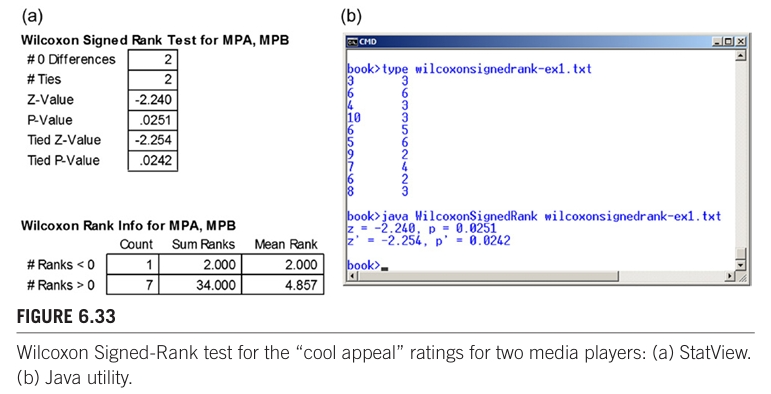 (a)
Wilcoxon Signed Rank Test for MPA, MPB
# 0 Differences 2
# Ties 2
Z-Value -2.240
P-Value .0251
Tied Z-Value -2.254
Tied P-Value .0242
Wilcoxon Rank Info for MPA, MPB
Count Sum Ranks Mean Rank
# Ranks < 0 1 2.000 2.000
# Ranks > 0 7 34.000 4.857
(b)
CMD
book>type wilcoxonsignedrank-ex1.txt
3 3
6 6
4 3
10 3
6 5
5 6
9 2
7 4
6 2
8 3
book>java WilcoxonSignedRank wilcoxonsignedrank-ex1.txt
z = -2.240, p = 0.0251
z' = -2.254, p' = 0.0242
book>_
FIGURE 6.33
Wilcoxon Signed-Rank test for the “cool appeal” ratings for two media players: (a) StatView.
(b) Java utility.